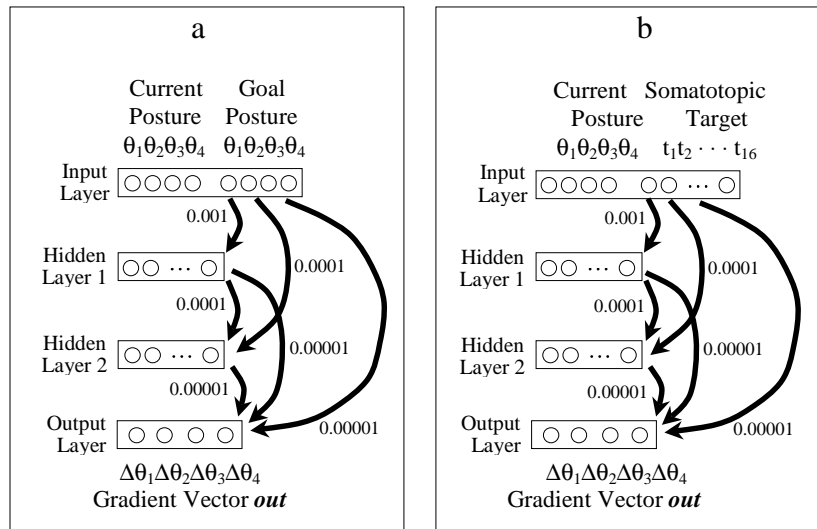 a
Current Goal
Posture Posture
θ1θ2θ3θ4 θ1θ2θ3θ4
Input
Layer
0.001
Hidden
Layer 1
···
0.0001
0.0001
Hidden
Layer 2
···
0.00001
0.00001
0.00001
Output
Layer
Δθ1Δθ2Δθ3Δθ4
Gradient Vector out
b
Current Somatotopic
Posture Target
θ1θ2θ3θ4 t1t2 · · · t16
Input
Layer
···
0.001
Hidden
Layer 1
···
0.0001
0.0001
Hidden
Layer 2
···
0.00001
0.00001
0.00001
Output
Layer
Δθ1Δθ2Δθ3Δθ4
Gradient Vector out